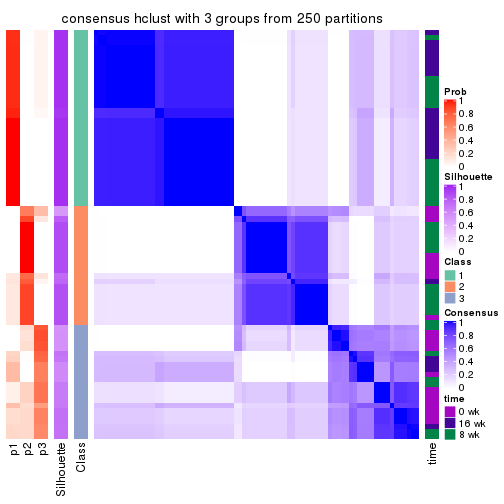 consensus hclust with 3 groups from 250 partitions
Prob
1
0.8
0.6
0.4
0.2
0
Silhouette
1
0.8
0.6
0.4
0.2
0
Class
1
2
3
Consensus
1
0.8
0.6
0.4
0.2
0
time
0 wk
16 wk
8 wk
p1
p2
p3
Silhouette
Class
time